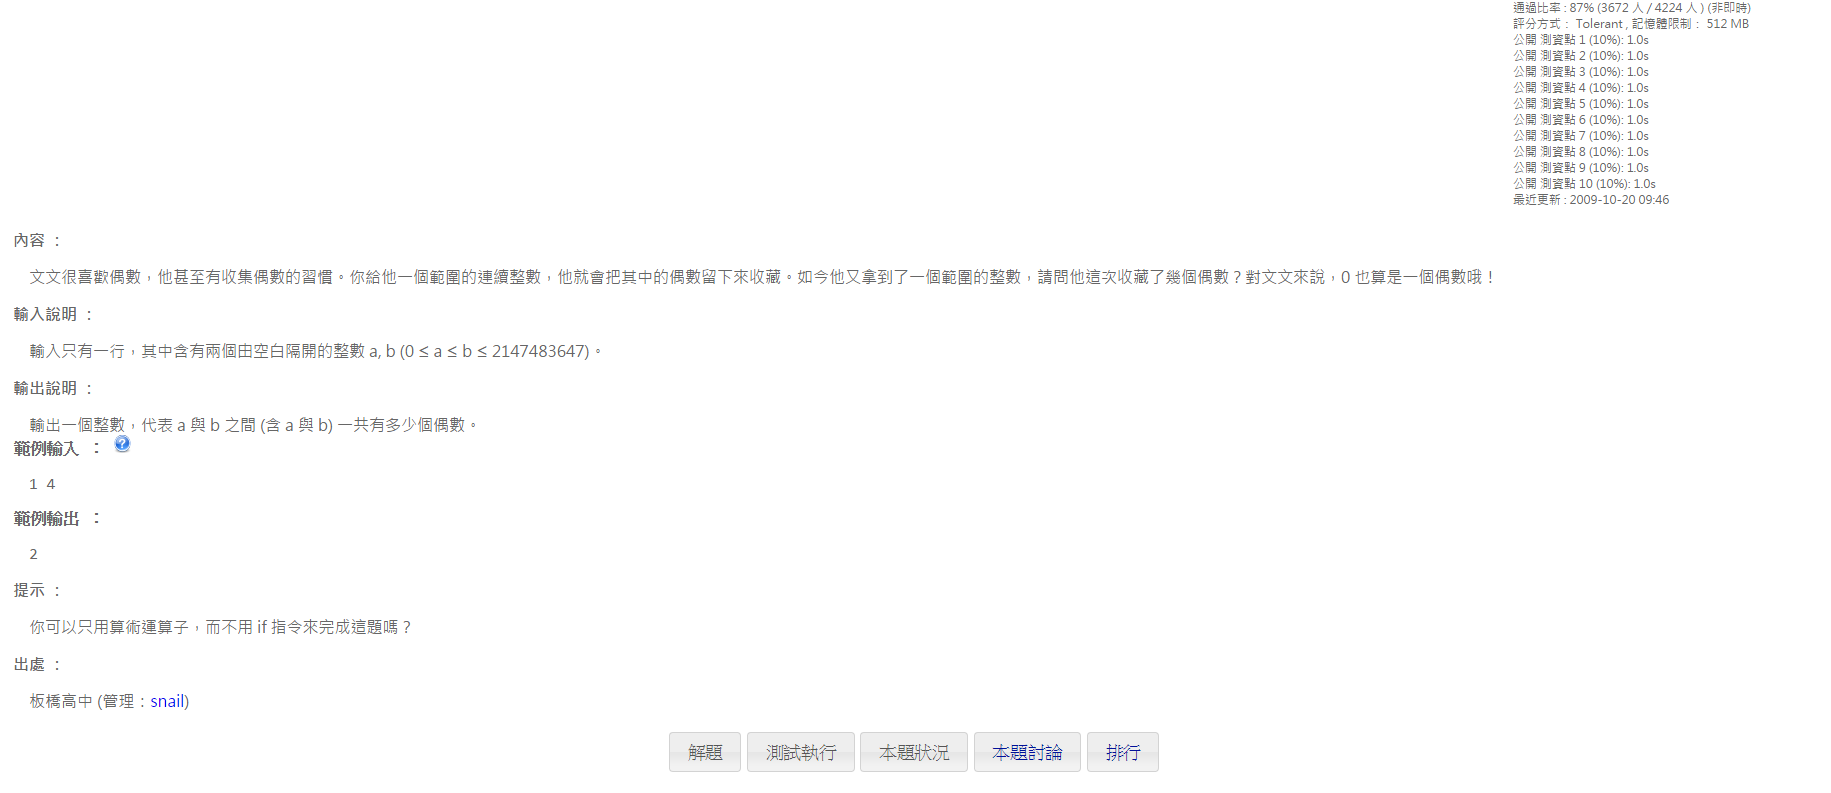 通過比率 : 87% (3672 人 / 4224 人 ) (非即時)
評分方式： Tolerant , 記憶體限制： 512 MB
公開 測資點 1 (10%): 1.0s
公開 測資點 2 (10%): 1.0s
公開 測資點 3 (10%): 1.0s
公開 測資點 4 (10%): 1.0s
公開 測資點 5 (10%): 1.0s
公開 測資點 6 (10%): 1.0s
公開 測資點 7 (10%): 1.0s
公開 測資點 8 (10%): 1.0s
公開 測資點 9 (10%): 1.0s
公開 測資點 10 (10%): 1.0s
最近更新 : 2009-10-20 09:46
內容 ：
文文很喜歡偶數，他甚至有收集偶數的習慣。你給他一個範圍的連續整數，他就會把其中的偶數留下來收藏。如今他又拿到了一個範圍的整數，請問他這次收藏了幾個偶數？對文文來說，0 也算是一個偶數哦！
輸入說明 ：
輸入只有一行，其中含有兩個由空白隔開的整數 a, b (0 ≤ a ≤ b ≤ 2147483647)。
輸出說明 ：
輸出一個整數，代表 a 與 b 之間 (含 a 與 b) 一共有多少個偶數。
範例輸入 ： ?
1 4
範例輸出 ：
2
提示 ：
你可以只用算術運算子，而不用 if 指令來完成這題嗎？
出處 ：
板橋高中 (管理：snail)
解題 測試執行 本題狀況 本題討論 排行